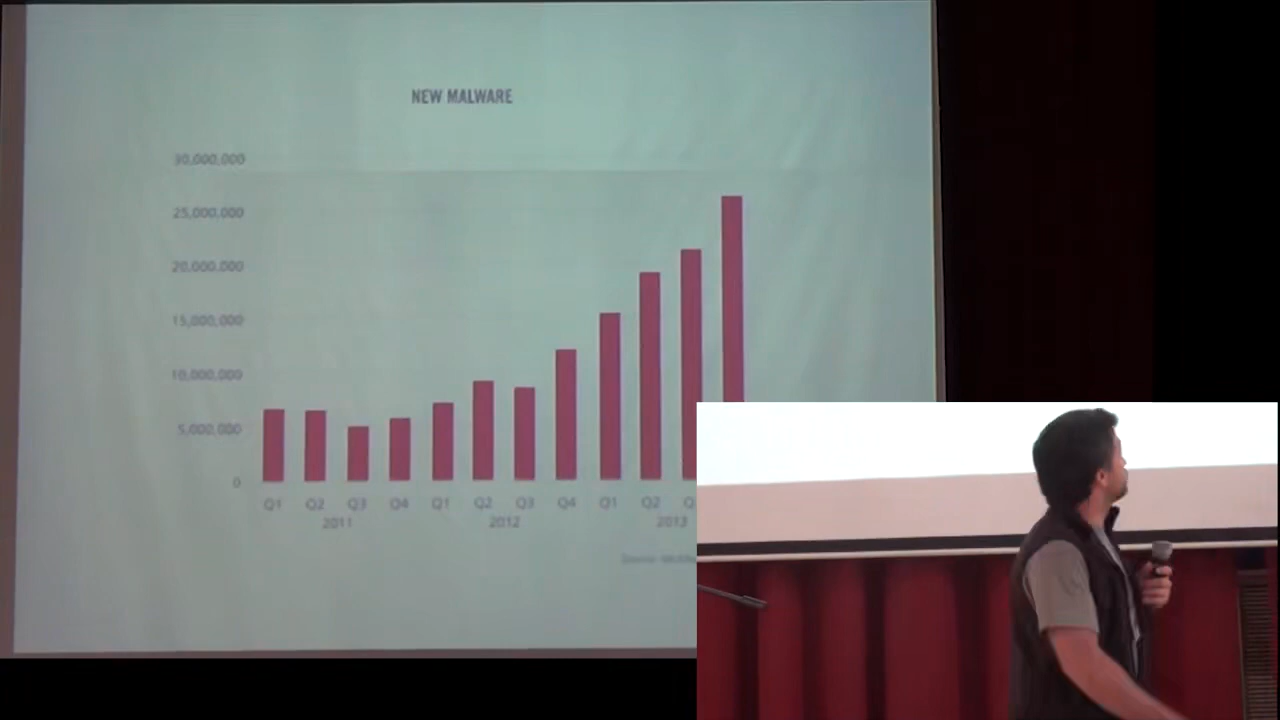 NEW MALWARE
30,000,000
25,000,000
20,000,000
15,000,000
10,000,000
5,000,000
0
Q1 Q2 Q3 Q4 Q1 Q2 Q3 Q4 Q1 Q2
2011 2012 2013